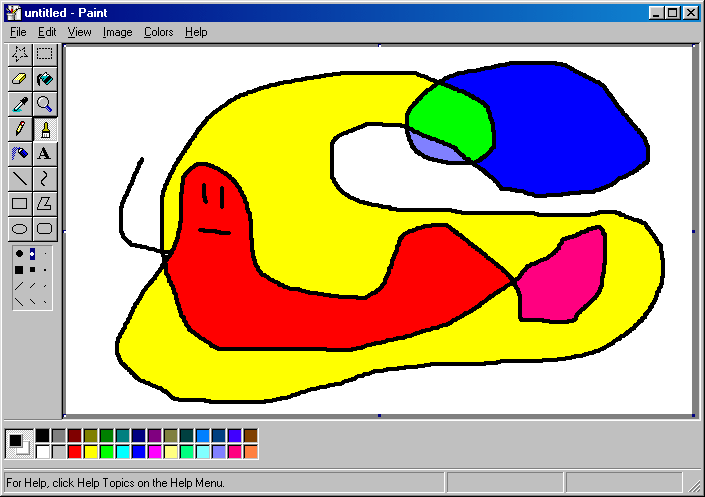 untitled - Paint
File Edit View Image Colors Help
A
For Help, click Help Topics on the Help Menu.